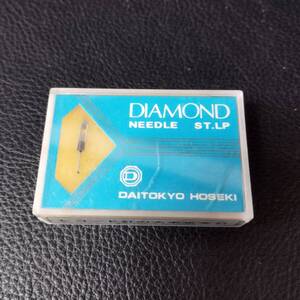 DIAMOND
NEEDLE ST.LP
D
DAITOKYO HOSEKI